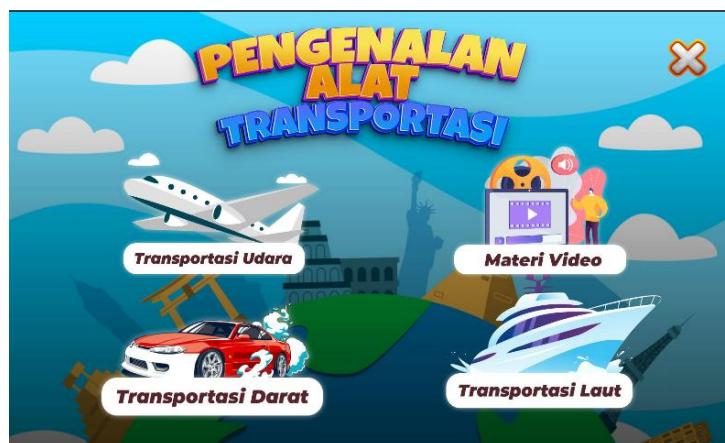 PENGENALAN
ALAT
TRANSPORTASI
Transportasi Udara
Materi Video
Transportasi Darat
Transportasi Laut